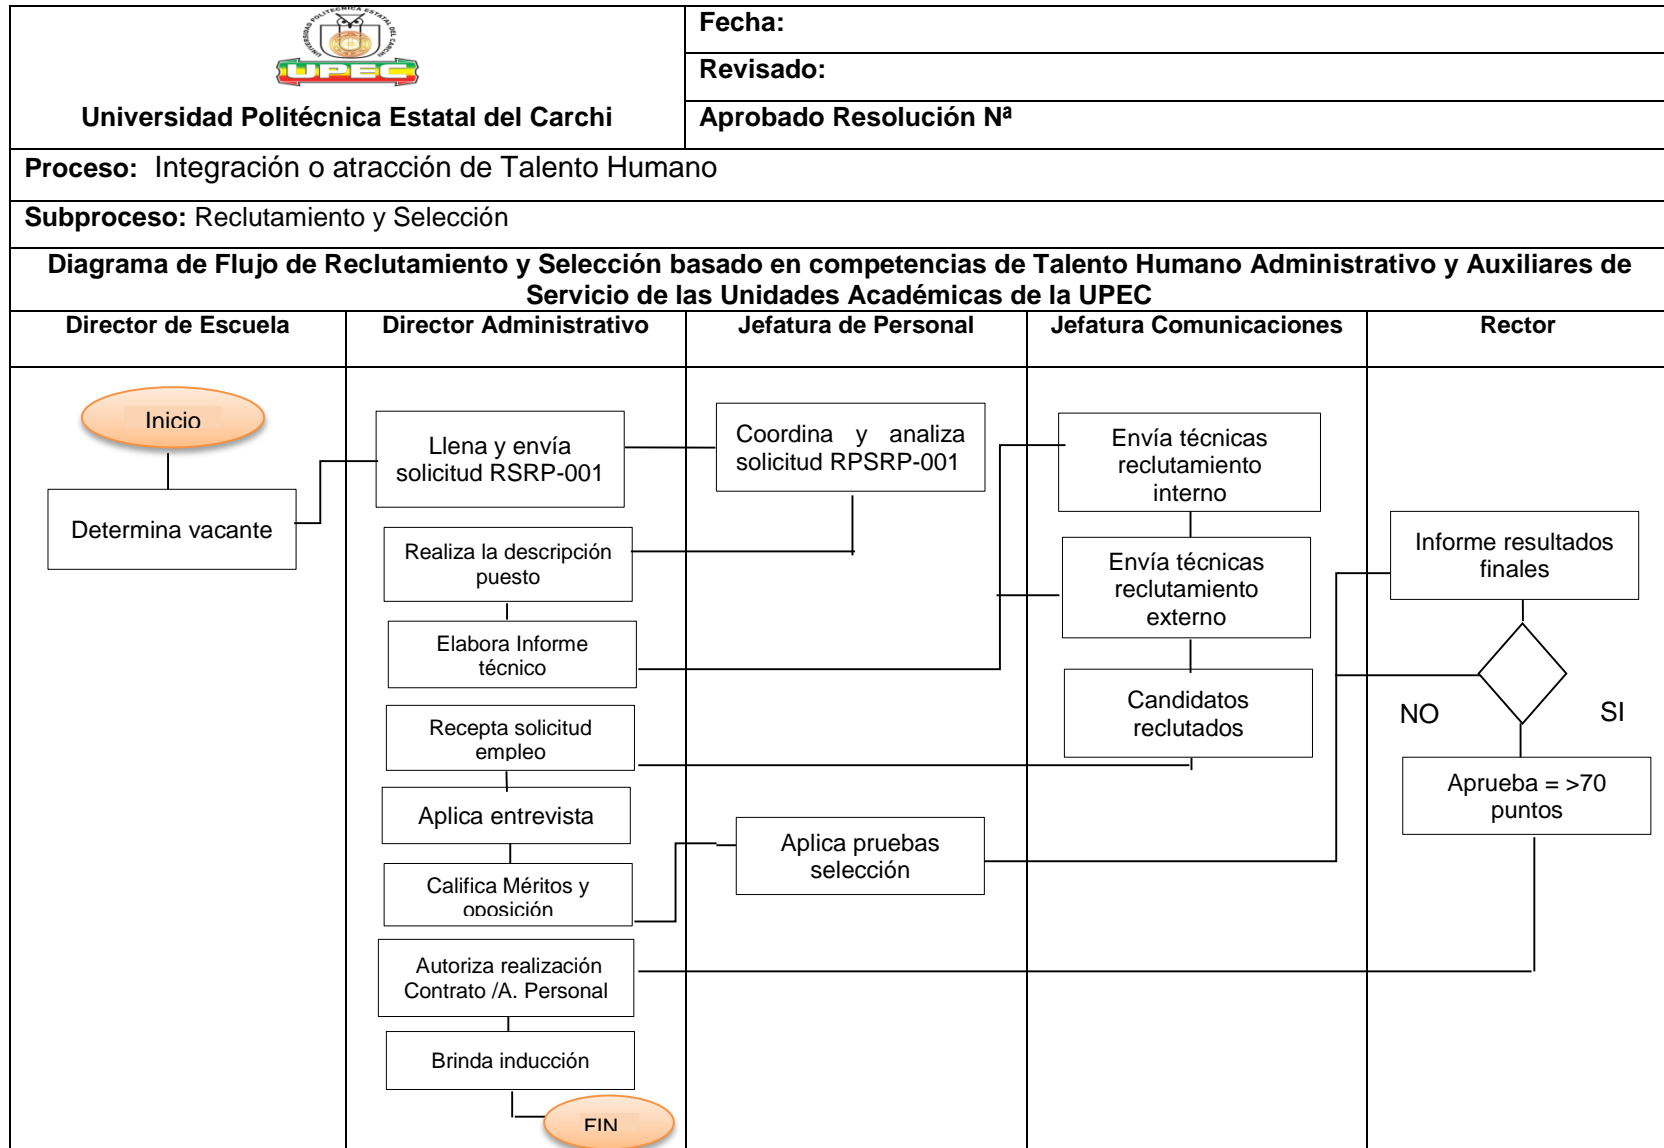 UNIVERSIDAD POLITECNICA ESTATAL DEL CARCHI
UPEC
Universidad Politécnica Estatal del Carchi
Fecha:
Revisado:
Aprobado Resolución Nª
Proceso: Integración o atracción de Talento Humano
Subproceso: Reclutamiento y Selección
Diagrama de Flujo de Reclutamiento y Selección basado en competencias de Talento Humano Administrativo y Auxiliares de
Servicio de las Unidades Académicas de la UPEC
Director de Escuela
Director Administrativo
Jefatura de Personal
Jefatura Comunicaciones
Rector
Inicio
Determina vacante
Llena y envía
solicitud RSRP-001
Coordina y analiza
solicitud RPSRP-001
Realiza la descripción
puesto
Elabora Informe
técnico
Envía técnicas
reclutamiento
interno
Envía técnicas
reclutamiento
externo
Candidatos
reclutados
Recepta solicitud
empleo
Aplica entrevista
Califica Méritos y
oposición
Aplica pruebas
selección
Informe resultados
finales
NO
SI
Aprueba = >70
puntos
Autoriza realización
Contrato /A. Personal
Brinda inducción
FIN